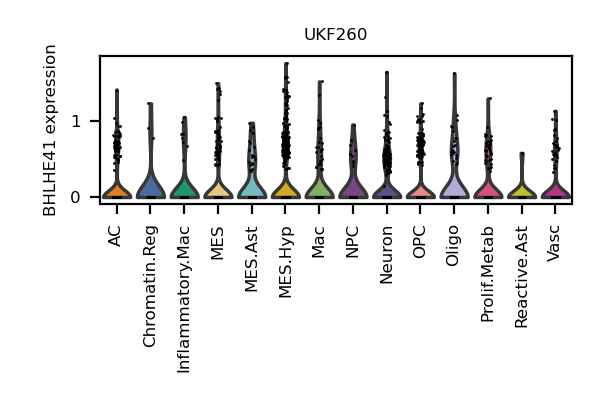 UKF260
BHLHE41 expression
1
0
AC
Chromatin.Reg
Inflammatory.Mac
MES
MES.Ast
MES.Hyp
Mac
NPC
Neuron
OPC
Oligo
Prolif.Metab
Reactive.Ast
Vasc